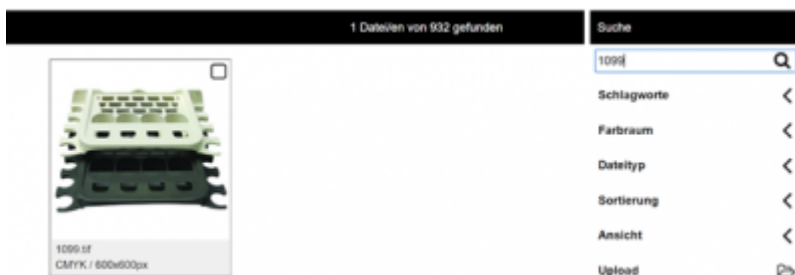 1 Datei/en von 932 gefunden
Suche
1099
Schlagworte
Farbraum
Dateityp
Sortierung
Ansicht
Upload
1099.tif
CMYK / 600x600px